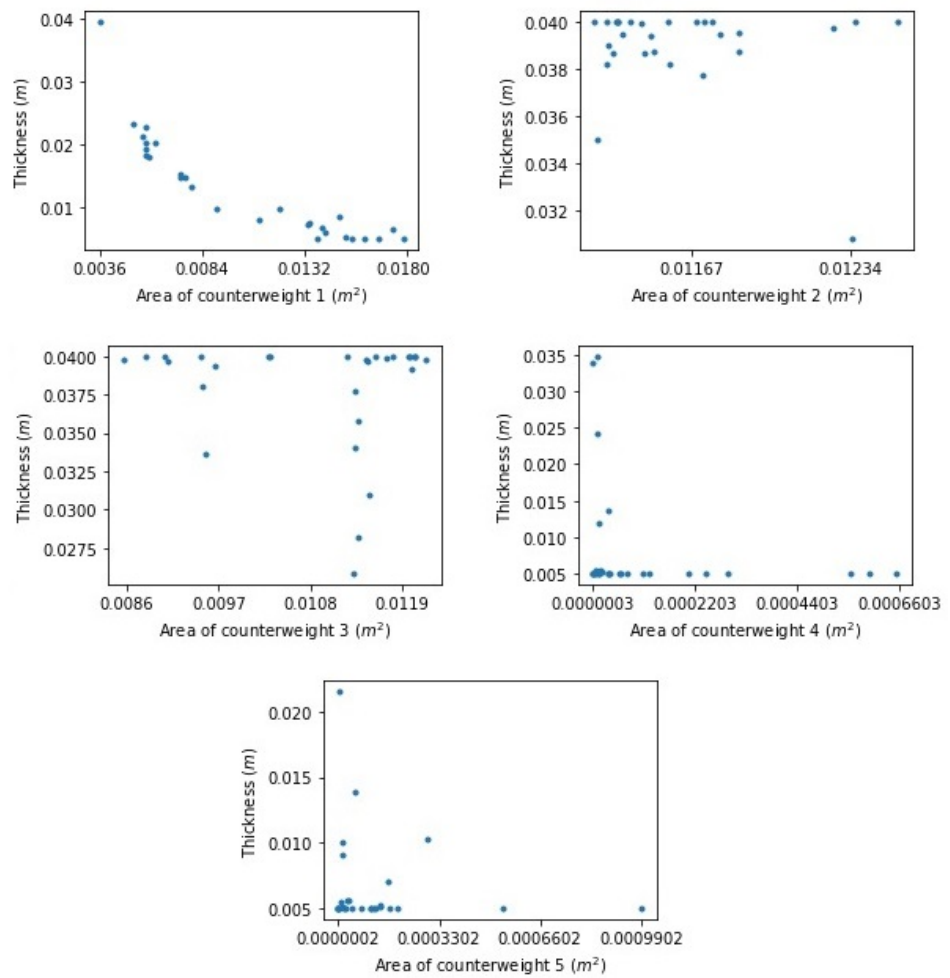 0.04
0.03
0.02
0.01
Thickness (m)
0.0036 0.0084 0.0132 0.0180
Area of counterweight 1 (m²)
0.040
0.038
0.036
0.034
0.032
Thickness (m)
0.01167 0.01234
Area of counterweight 2 (m²)
0.0400
0.0375
0.0350
0.0325
0.0300
0.0275
Thickness (m)
0.0086 0.0097 0.0108 0.0119
Area of counterweight 3 (m²)
0.035
0.030
0.025
0.020
0.015
0.010
0.005
Thickness (m)
0.0000003 0.0002203 0.0004403 0.0006603
Area of counterweight 4 (m²)
0.020
0.015
0.010
0.005
Thickness (m)
0.0000002 0.0003302 0.0006602 0.0009902
Area of counterweight 5 (m²)